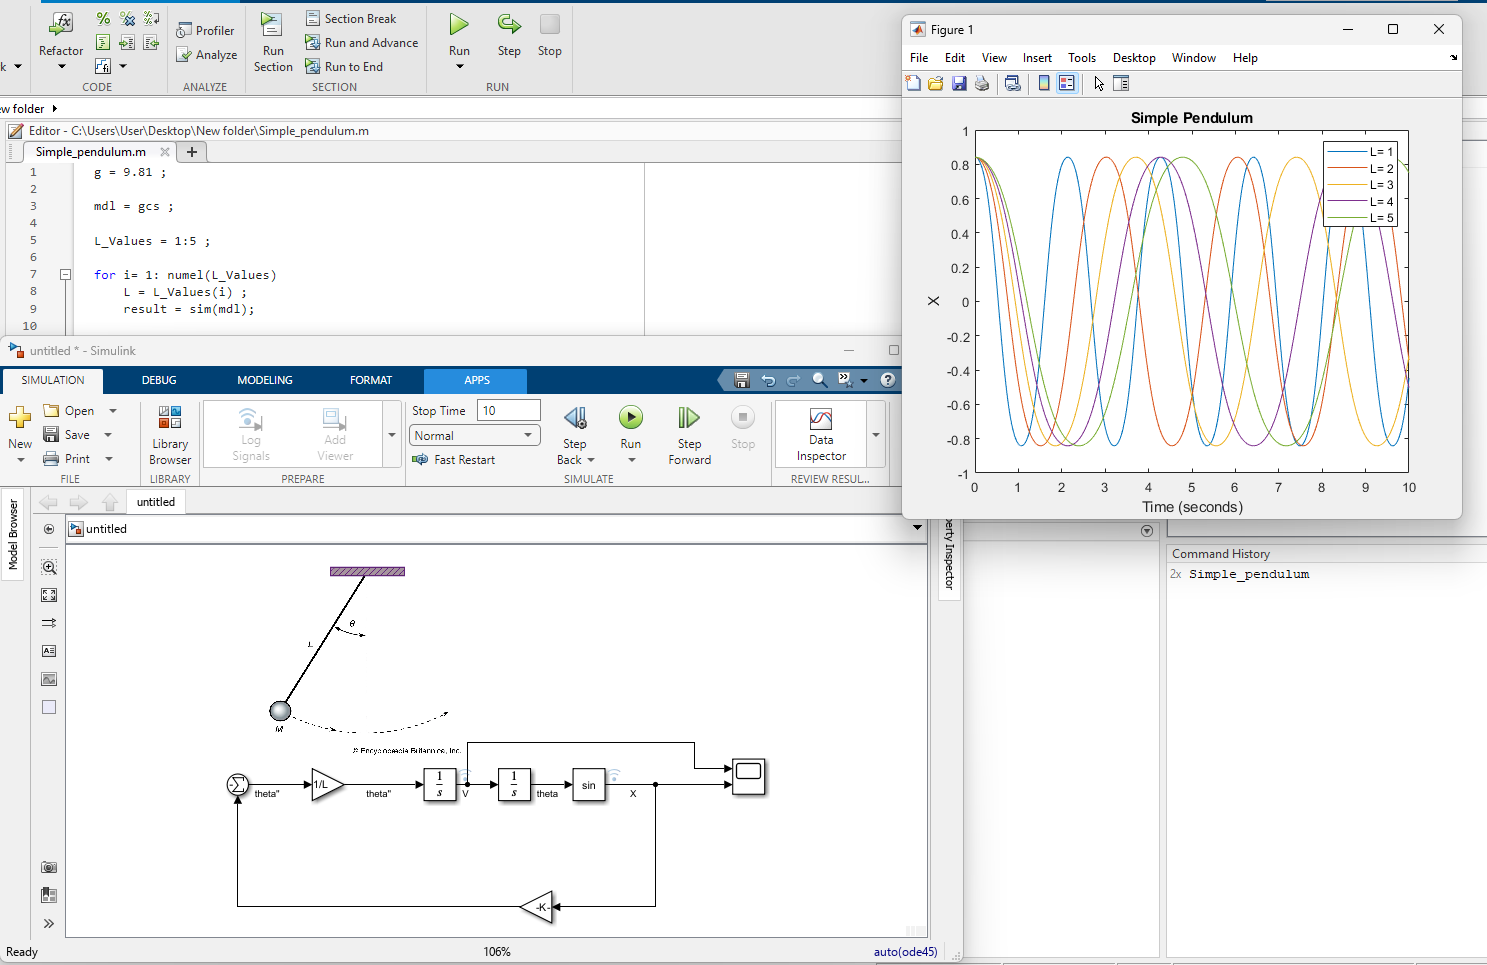 Refactor
CODE
Profiler
Analyze
ANALYZE
Run
Section
Section Break
Run and Advance
Run to End
SECTION
Run
Step
Stop
RUN
k
ew folder
Editor - C:\Users\User\Desktop\New folder\Simple_pendulum.m
Simple_pendulum.m
1 g = 9.81 ;
2
3 mdl = gcs ;
4
5 L_Values = 1:5 ;
6
7 for i= 1: numel(L_Values)
8 L = L_Values(i) ;
9 result = sim(mdl);
10
Figure 1
File Edit View Insert Tools Desktop Window Help
Simple Pendulum
1
0.8
0.6
0.4
0.2
0
-0.2
-0.4
-0.6
-0.8
-1
X
L= 1
L= 2
L= 3
L= 4
L= 5
0 1 2 3 4 5 6 7 8 9 10
Time (seconds)
untitled * - Simulink
SIMULATION DEBUG MODELING FORMAT APPS
New
Open
Save
Print
FILE
Library
Browser
LIBRARY
Log
Signals
Add
Viewer
PREPARE
Stop Time 10
Normal
Fast Restart
Step
Back
Run
Step
Forward
Stop
SIMULATE
Data
Inspector
REVIEW RESUL...
Model Browser
untitled
untitled
erty Inspector
θ
L
M
© Encyclopædia Britannica, Inc.
Σ
theta"
1/L
theta"
1
s
V
1
s
theta
sin
X
-K-
Ready
106%
auto(ode45)
Command History
2x Simple_pendulum